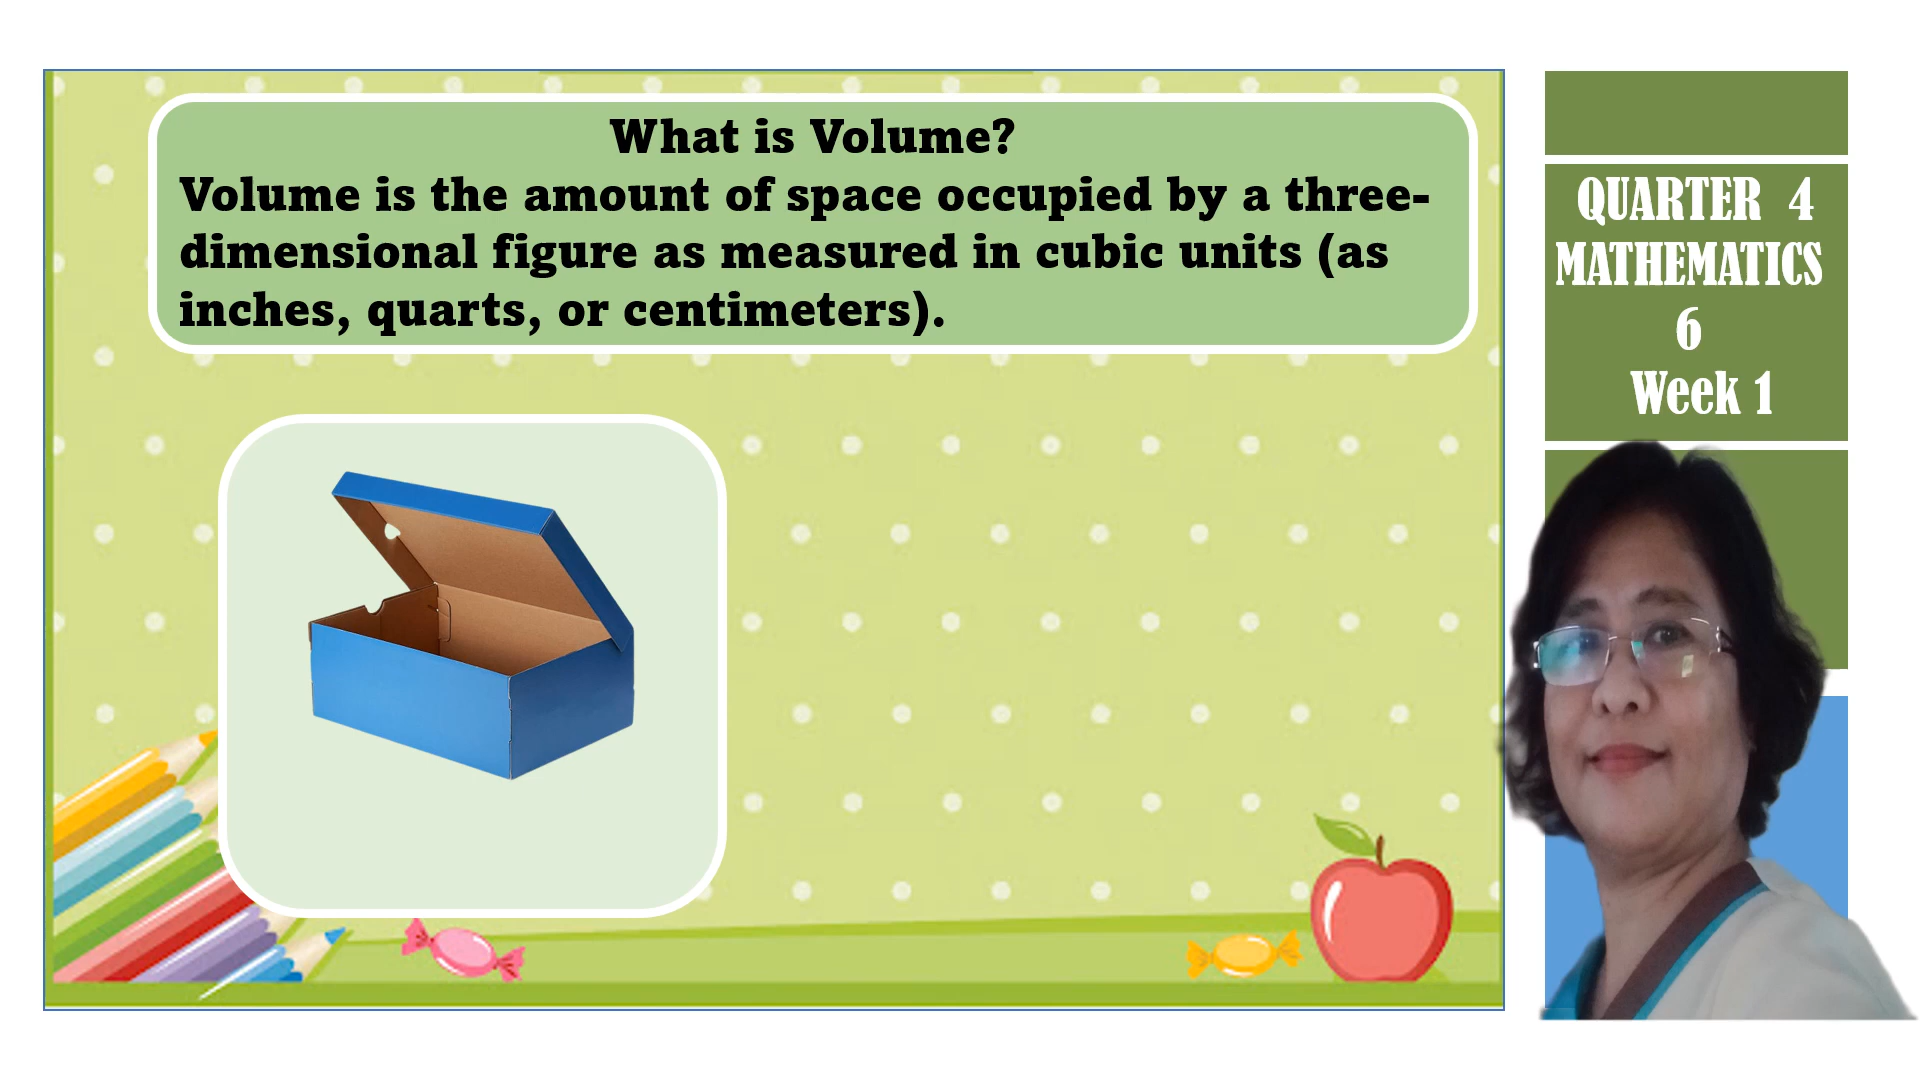 What is Volume?
Volume is the amount of space occupied by a three-
dimensional figure as measured in cubic units (as
inches, quarts, or centimeters).
QUARTER 4
MATHEMATICS
6
Week 1